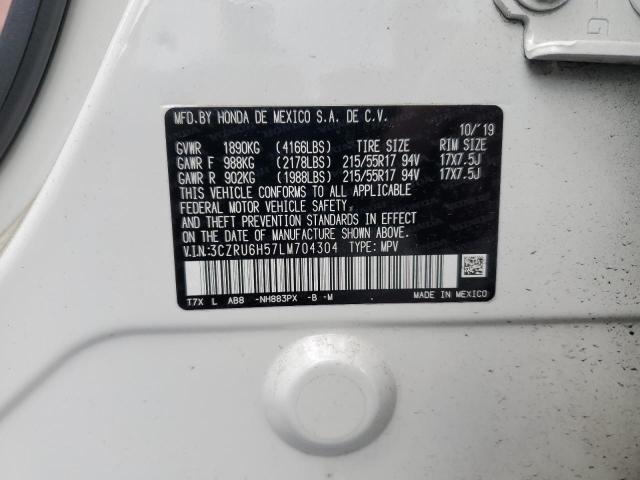 G
MFD.BY HONDA DE MEXICO S.A. DE C.V.
10/'19
GVWR 1890KG (4166LBS) TIRE SIZE RIM SIZE
GAWR F 988KG (2178LBS) 215/55R17 94V 17X7.5J
GAWR R 902KG (1988LBS) 215/55R17 94V 17X7.5J
THIS VEHICLE CONFORMS TO ALL APPLICABLE
FEDERAL MOTOR VEHICLE SAFETY,
AND THEFT PREVENTION STANDARDS IN EFFECT
ON THE DATE OF MANUFACTURE SHOWN ABOVE.
V.I.N:3CZRU6H57LM704304 TYPE: MPV
T7X L AB8 -NH883PX -B -M
MADE IN MEXICO